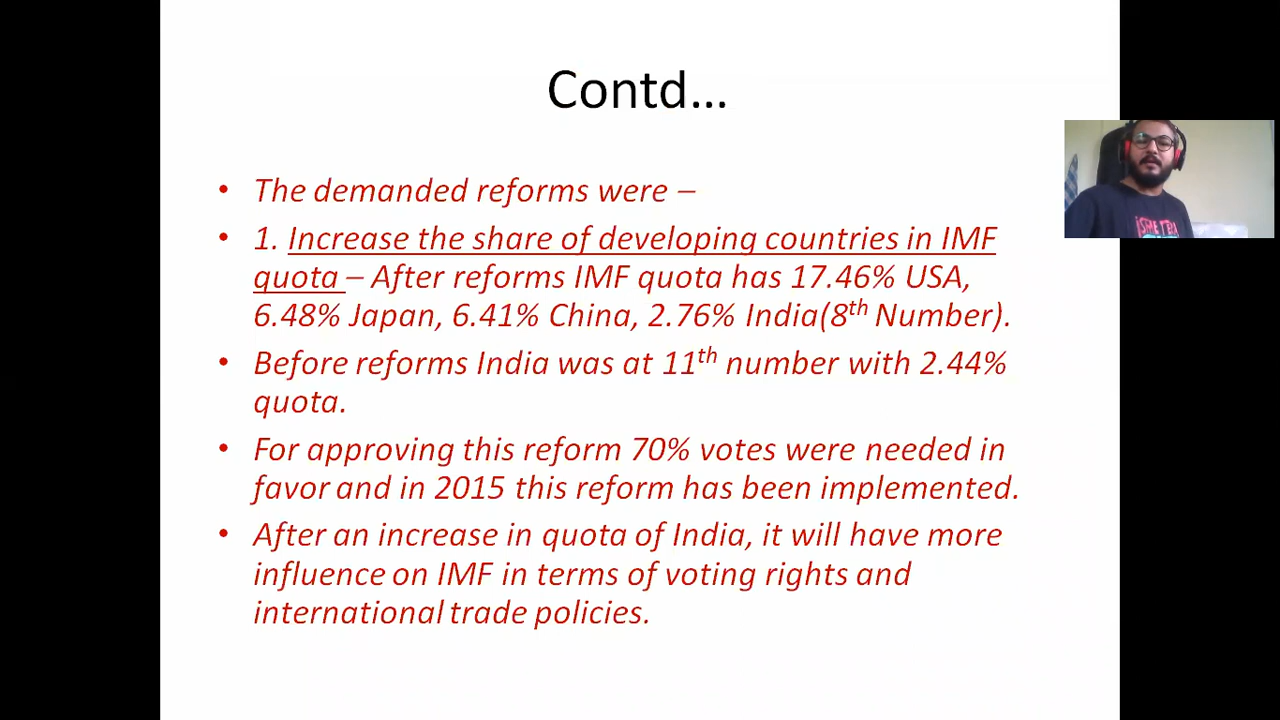 Contd...
• The demanded reforms were –
• 1. Increase the share of developing countries in IMF
quota – After reforms IMF quota has 17.46% USA,
6.48% Japan, 6.41% China, 2.76% India(8th Number).
• Before reforms India was at 11th number with 2.44%
quota.
• For approving this reform 70% votes were needed in
favor and in 2015 this reform has been implemented.
• After an increase in quota of India, it will have more
influence on IMF in terms of voting rights and
international trade policies.